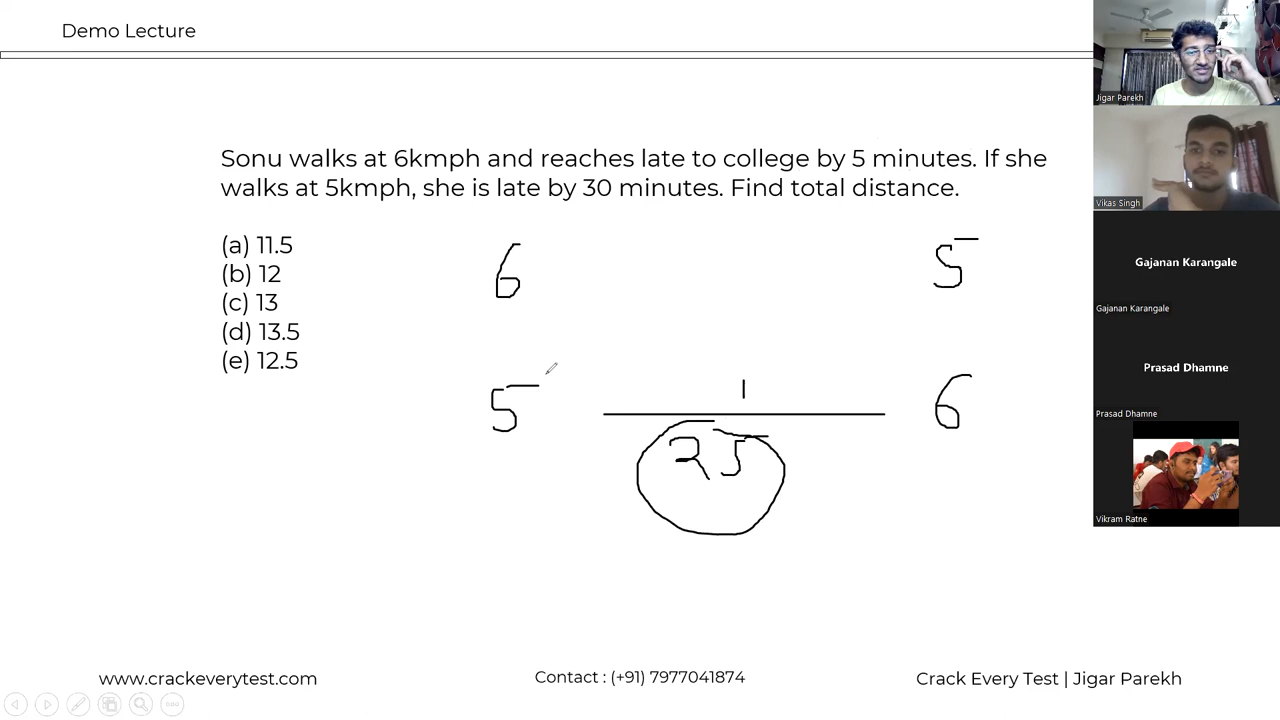 Demo Lecture
Jigar Parekh
Sonu walks at 6kmph and reaches late to college by 5 minutes. If she
walks at 5kmph, she is late by 30 minutes. Find total distance.
Vikas Singh
(a) 11.5
(b) 12
(c) 13
(d) 13.5
(e) 12.5
6 5
Gajanan Karangale
Gajanan Karangale
5 1 6
25
Prasad Dhamne
Prasad Dhamne
Vikram Ratne
www.crackeverytest.com
Contact : (+91) 7977041874
Crack Every Test | Jigar Parekh